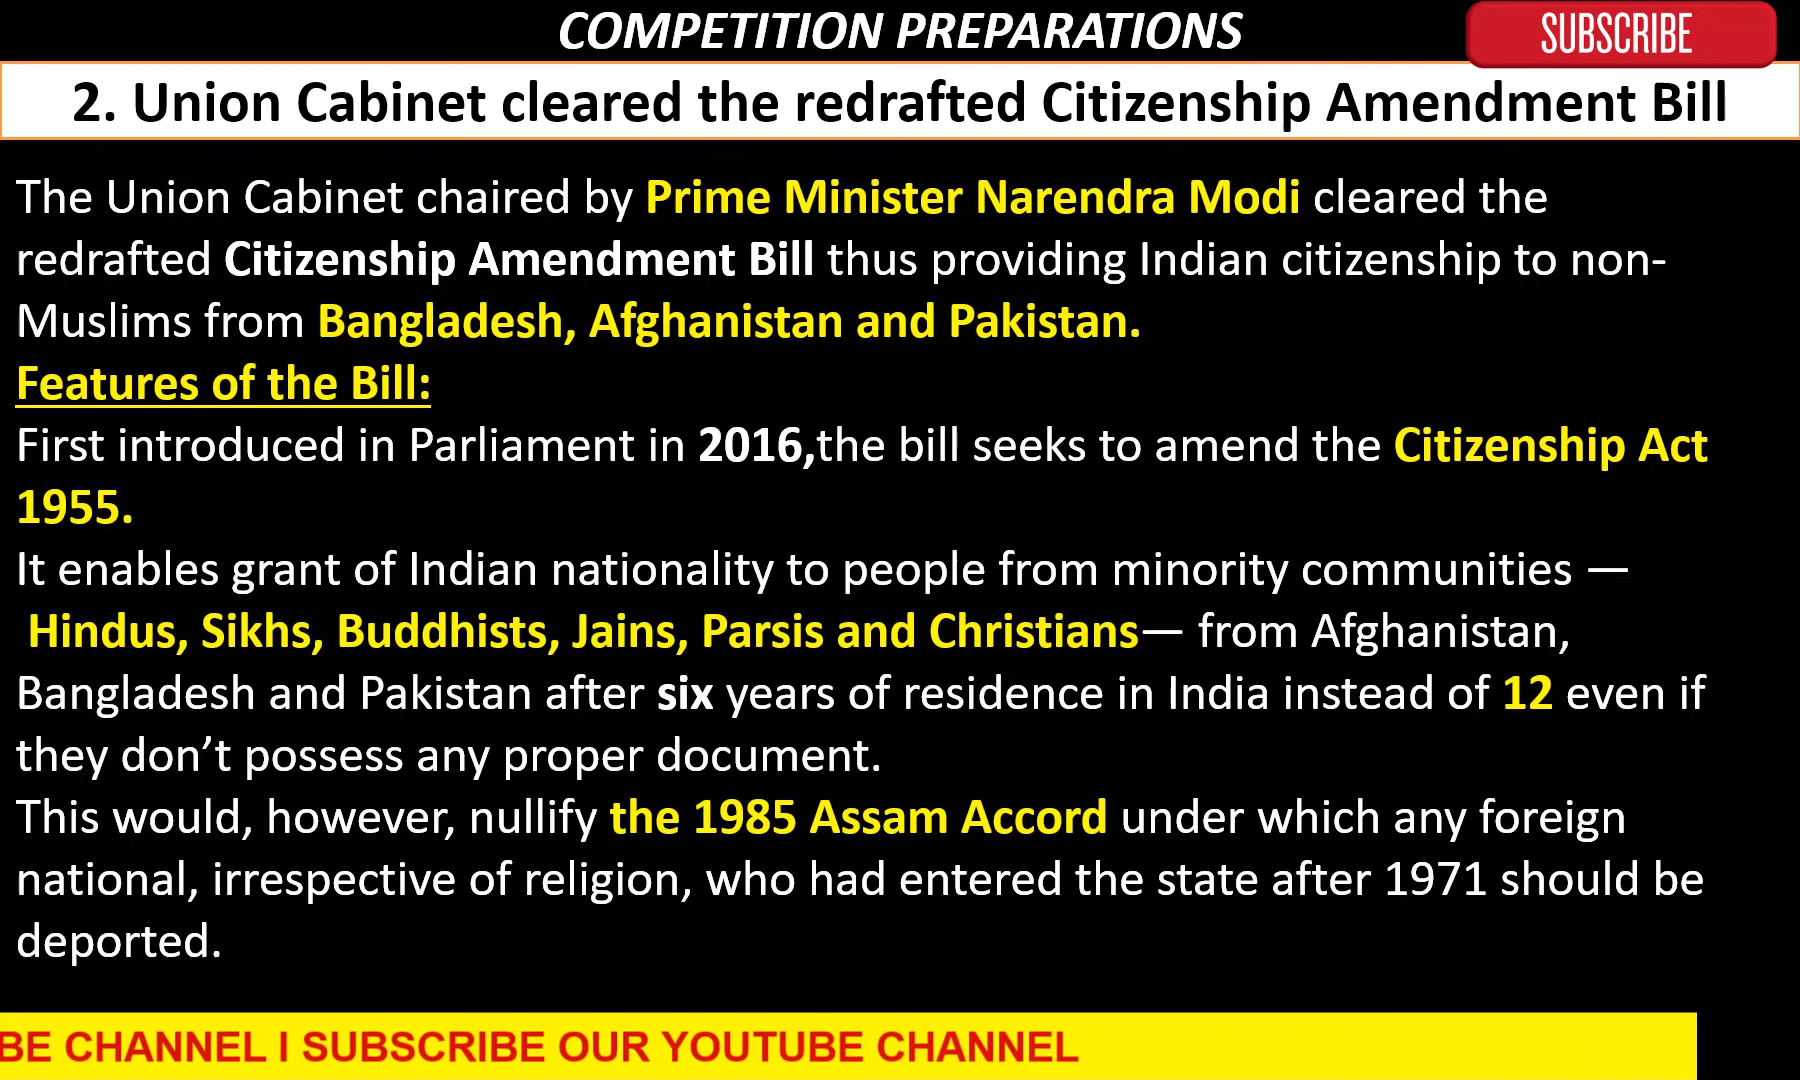 COMPETITION PREPARATIONS
SUBSCRIBE
2. Union Cabinet cleared the redrafted Citizenship Amendment Bill
The Union Cabinet chaired by Prime Minister Narendra Modi cleared the
redrafted Citizenship Amendment Bill thus providing Indian citizenship to non-
Muslims from Bangladesh, Afghanistan and Pakistan.
Features of the Bill:
First introduced in Parliament in 2016,the bill seeks to amend the Citizenship Act
1955.
It enables grant of Indian nationality to people from minority communities —
Hindus, Sikhs, Buddhists, Jains, Parsis and Christians— from Afghanistan,
Bangladesh and Pakistan after six years of residence in India instead of 12 even if
they don’t possess any proper document.
This would, however, nullify the 1985 Assam Accord under which any foreign
national, irrespective of religion, who had entered the state after 1971 should be
deported.
BE CHANNEL I SUBSCRIBE OUR YOUTUBE CHANNEL